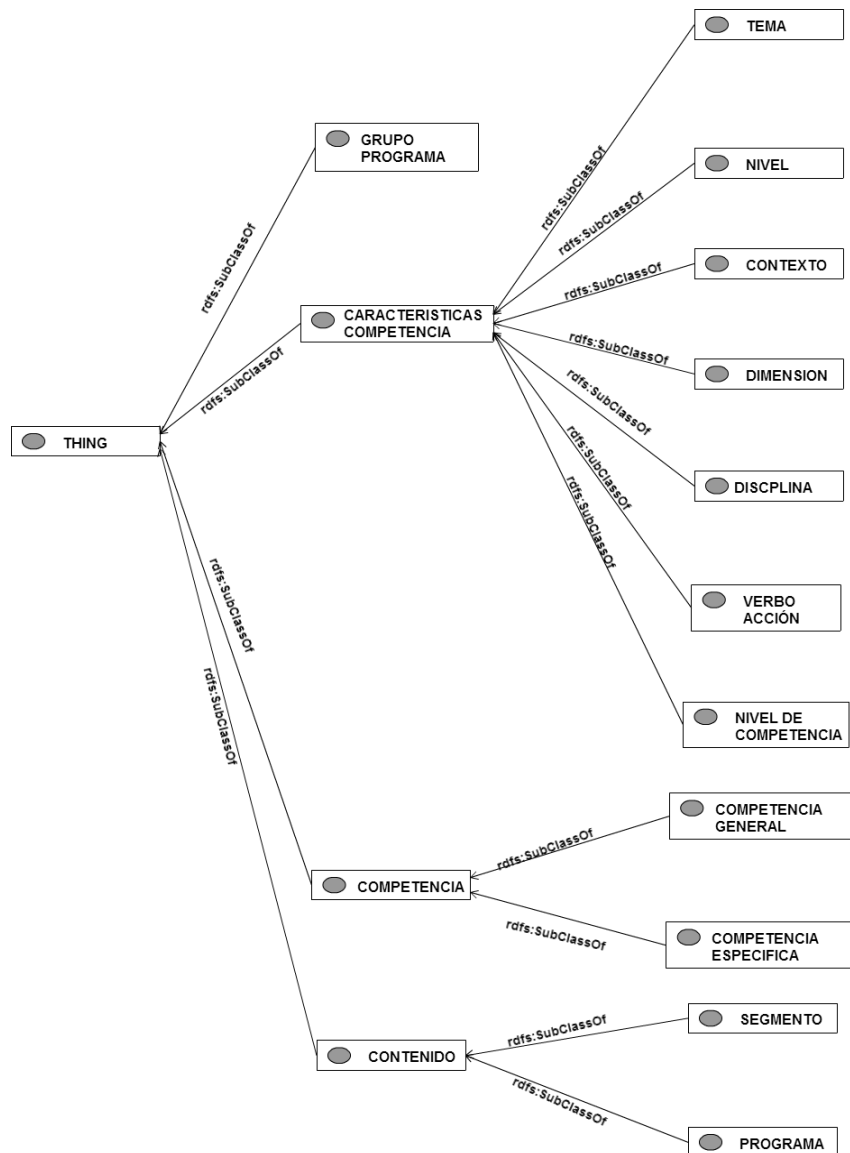 TEMA
rdfs:SubClassOf
GRUPO
PROGRAMA
rdfs:SubClassOf
NIVEL
rdfs:SubClassOf
rdfs:SubClassOf
CONTEXTO
rdfs:SubClassOf
CARACTERISTICAS
COMPETENCIA
rdfs:SubClassOf
rdfs:SubClassOf
DIMENSION
rdfs:SubClassOf
THING
rdfs:SubClassOf
DISCPLINA
rdfs:SubClassOf
VERBO
ACCIÓN
rdfs:SubClassOf
rdfs:SubClassOf
NIVEL DE
COMPETENCIA
COMPETENCIA
GENERAL
rdfs:SubClassOf
COMPETENCIA
rdfs:SubClassOf
COMPETENCIA
ESPECIFICA
SEGMENTO
rdfs:SubClassOf
CONTENIDO
rdfs:SubClassOf
PROGRAMA